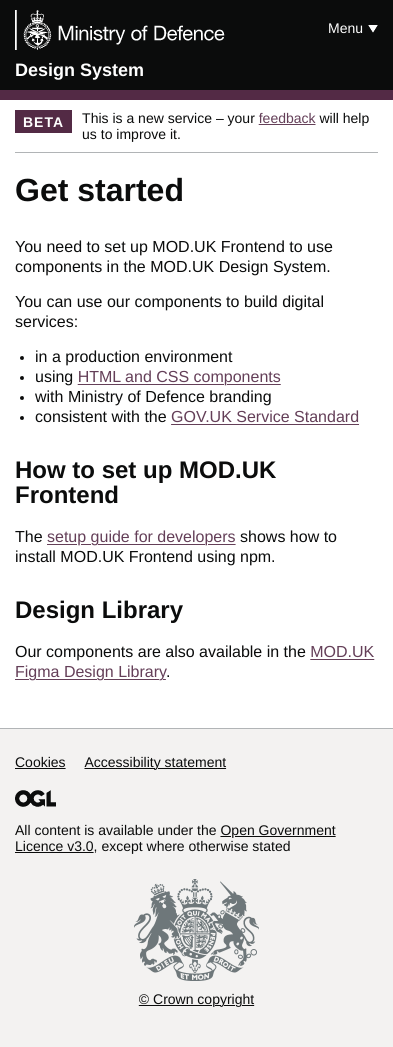 Ministry of Defence
Menu
Design System
BETA
This is a new service – your feedback will help
us to improve it.
Get started
You need to set up MOD.UK Frontend to use
components in the MOD.UK Design System.
You can use our components to build digital
services:
• in a production environment
• using HTML and CSS components
• with Ministry of Defence branding
• consistent with the GOV.UK Service Standard
How to set up MOD.UK
Frontend
The setup guide for developers shows how to
install MOD.UK Frontend using npm.
Design Library
Our components are also available in the MOD.UK
Figma Design Library.
Cookies
Accessibility statement
OGL
All content is available under the Open Government
Licence v3.0, except where otherwise stated
DIEU ET MON DROIT
© Crown copyright